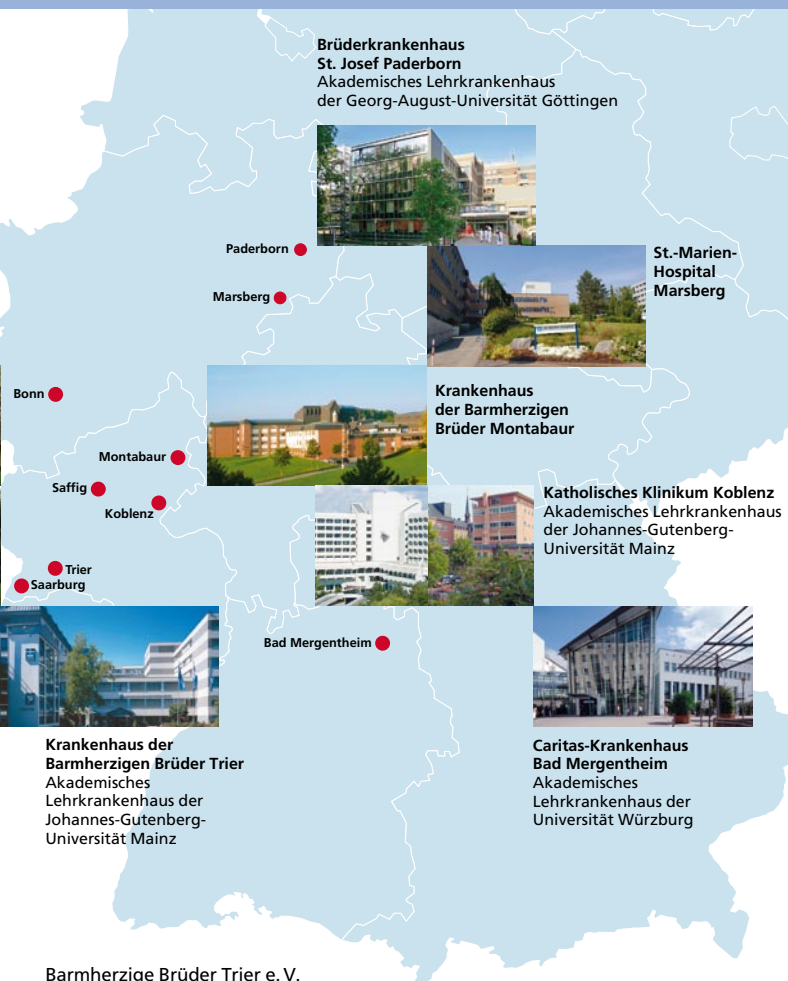 Brüderkrankenhaus
St. Josef Paderborn
Akademisches Lehrkrankenhaus
der Georg-August-Universität Göttingen
Paderborn
St.-Marien-
Hospital
Marsberg
Marsberg
Bonn
Krankenhaus
der Barmherzigen
Brüder Montabaur
Montabaur
Saffig
Koblenz
Katholisches Klinikum Koblenz
Akademisches Lehrkrankenhaus
der Johannes-Gutenberg-
Universität Mainz
Trier
Saarburg
Bad Mergentheim
Krankenhaus der
Barmherzigen Brüder Trier
Akademisches
Lehrkrankenhaus der
Johannes-Gutenberg-
Universität Mainz
Caritas-Krankenhaus
Bad Mergentheim
Akademisches
Lehrkrankenhaus der
Universität Würzburg
Barmherzige Brüder Trier e. V.